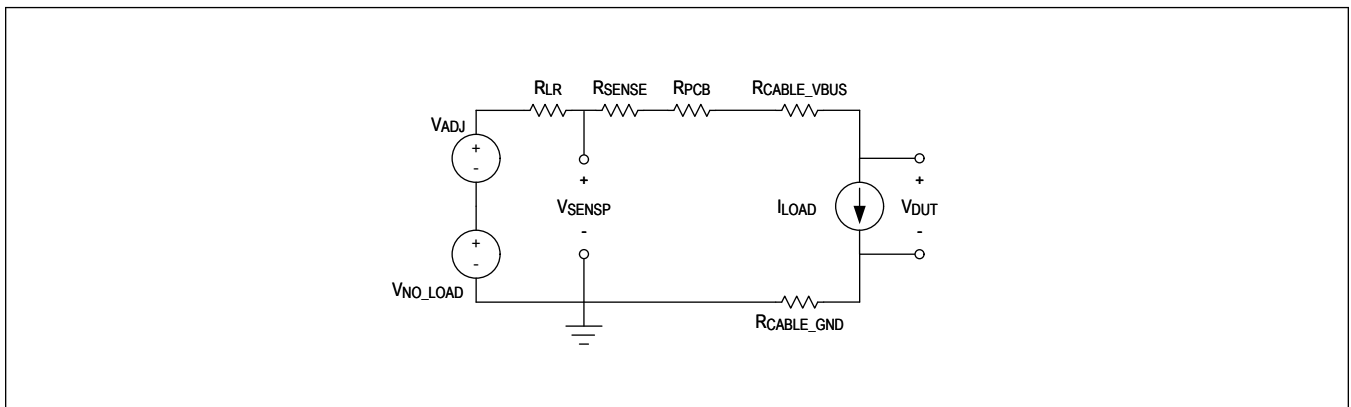 RLR RSENSE RPCB RCABLE_VBUS
VADJ
+
-
+
VSENSP
-
ILOAD
+
VDUT
-
+
-
VNO_LOAD
RCABLE_GND